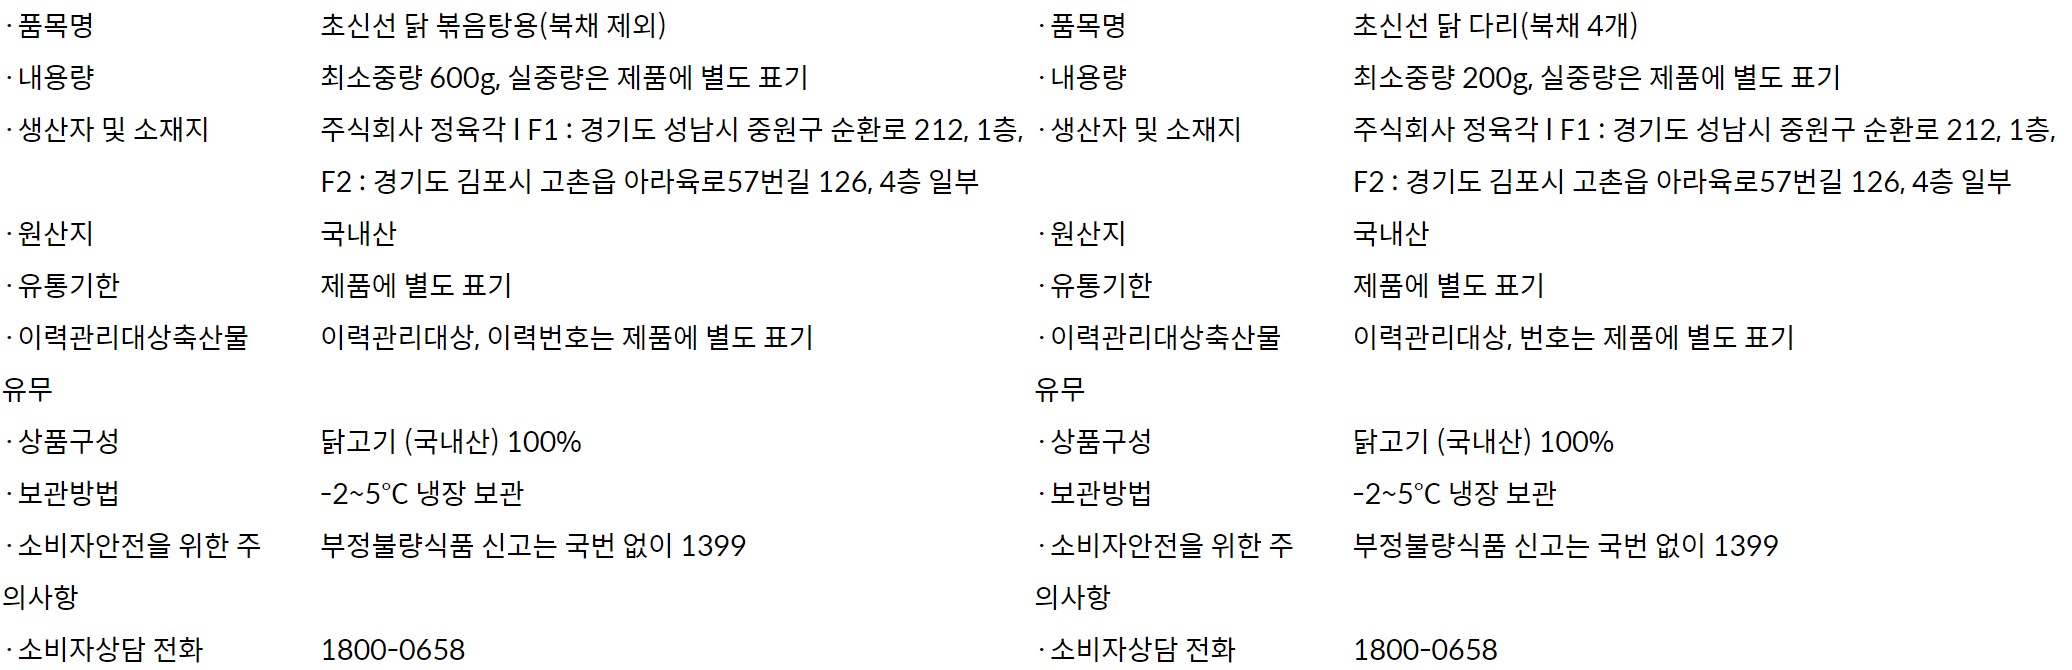 · 품목명 초신선 닭 볶음탕용(북채 제외)
· 내용량 최소중량 600g, 실중량은 제품에 별도 표기
· 생산자 및 소재지 주식회사 정육각 I F1 : 경기도 성남시 중원구 순환로 212, 1층,
F2 : 경기도 김포시 고촌읍 아라육로57번길 126, 4층 일부
· 원산지 국내산
· 유통기한 제품에 별도 표기
· 이력관리대상축산물 이력관리대상, 이력번호는 제품에 별도 표기
유무
· 상품구성 닭고기 (국내산) 100%
· 보관방법 -2~5°C 냉장 보관
· 소비자안전을 위한 주 부정불량식품 신고는 국번 없이 1399
의사항
· 소비자상담 전화 1800-0658
· 품목명 초신선 닭 다리(북채 4개)
· 내용량 최소중량 200g, 실중량은 제품에 별도 표기
· 생산자 및 소재지 주식회사 정육각 I F1 : 경기도 성남시 중원구 순환로 212, 1층,
F2 : 경기도 김포시 고촌읍 아라육로57번길 126, 4층 일부
· 원산지 국내산
· 유통기한 제품에 별도 표기
· 이력관리대상축산물 이력관리대상, 번호는 제품에 별도 표기
유무
· 상품구성 닭고기 (국내산) 100%
· 보관방법 -2~5°C 냉장 보관
· 소비자안전을 위한 주 부정불량식품 신고는 국번 없이 1399
의사항
· 소비자상담 전화 1800-0658